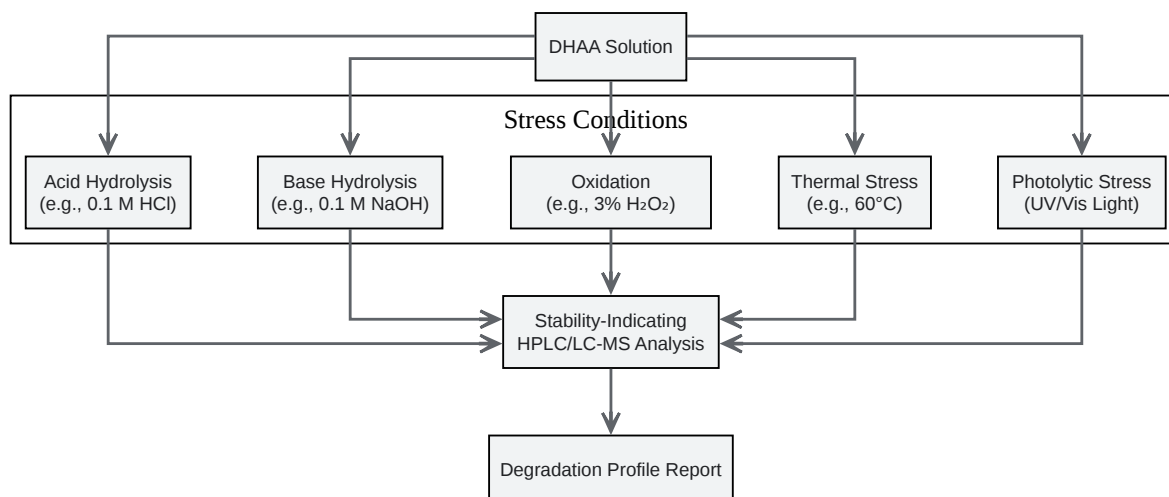 DHAA Solution
Stress Conditions
Acid Hydrolysis
(e.g., 0.1 M HCl)
Base Hydrolysis
(e.g., 0.1 M NaOH)
Oxidation
(e.g., 3% H₂O₂)
Thermal Stress
(e.g., 60°C)
Photolytic Stress
(UV/Vis Light)
Stability-Indicating
HPLC/LC-MS Analysis
Degradation Profile Report